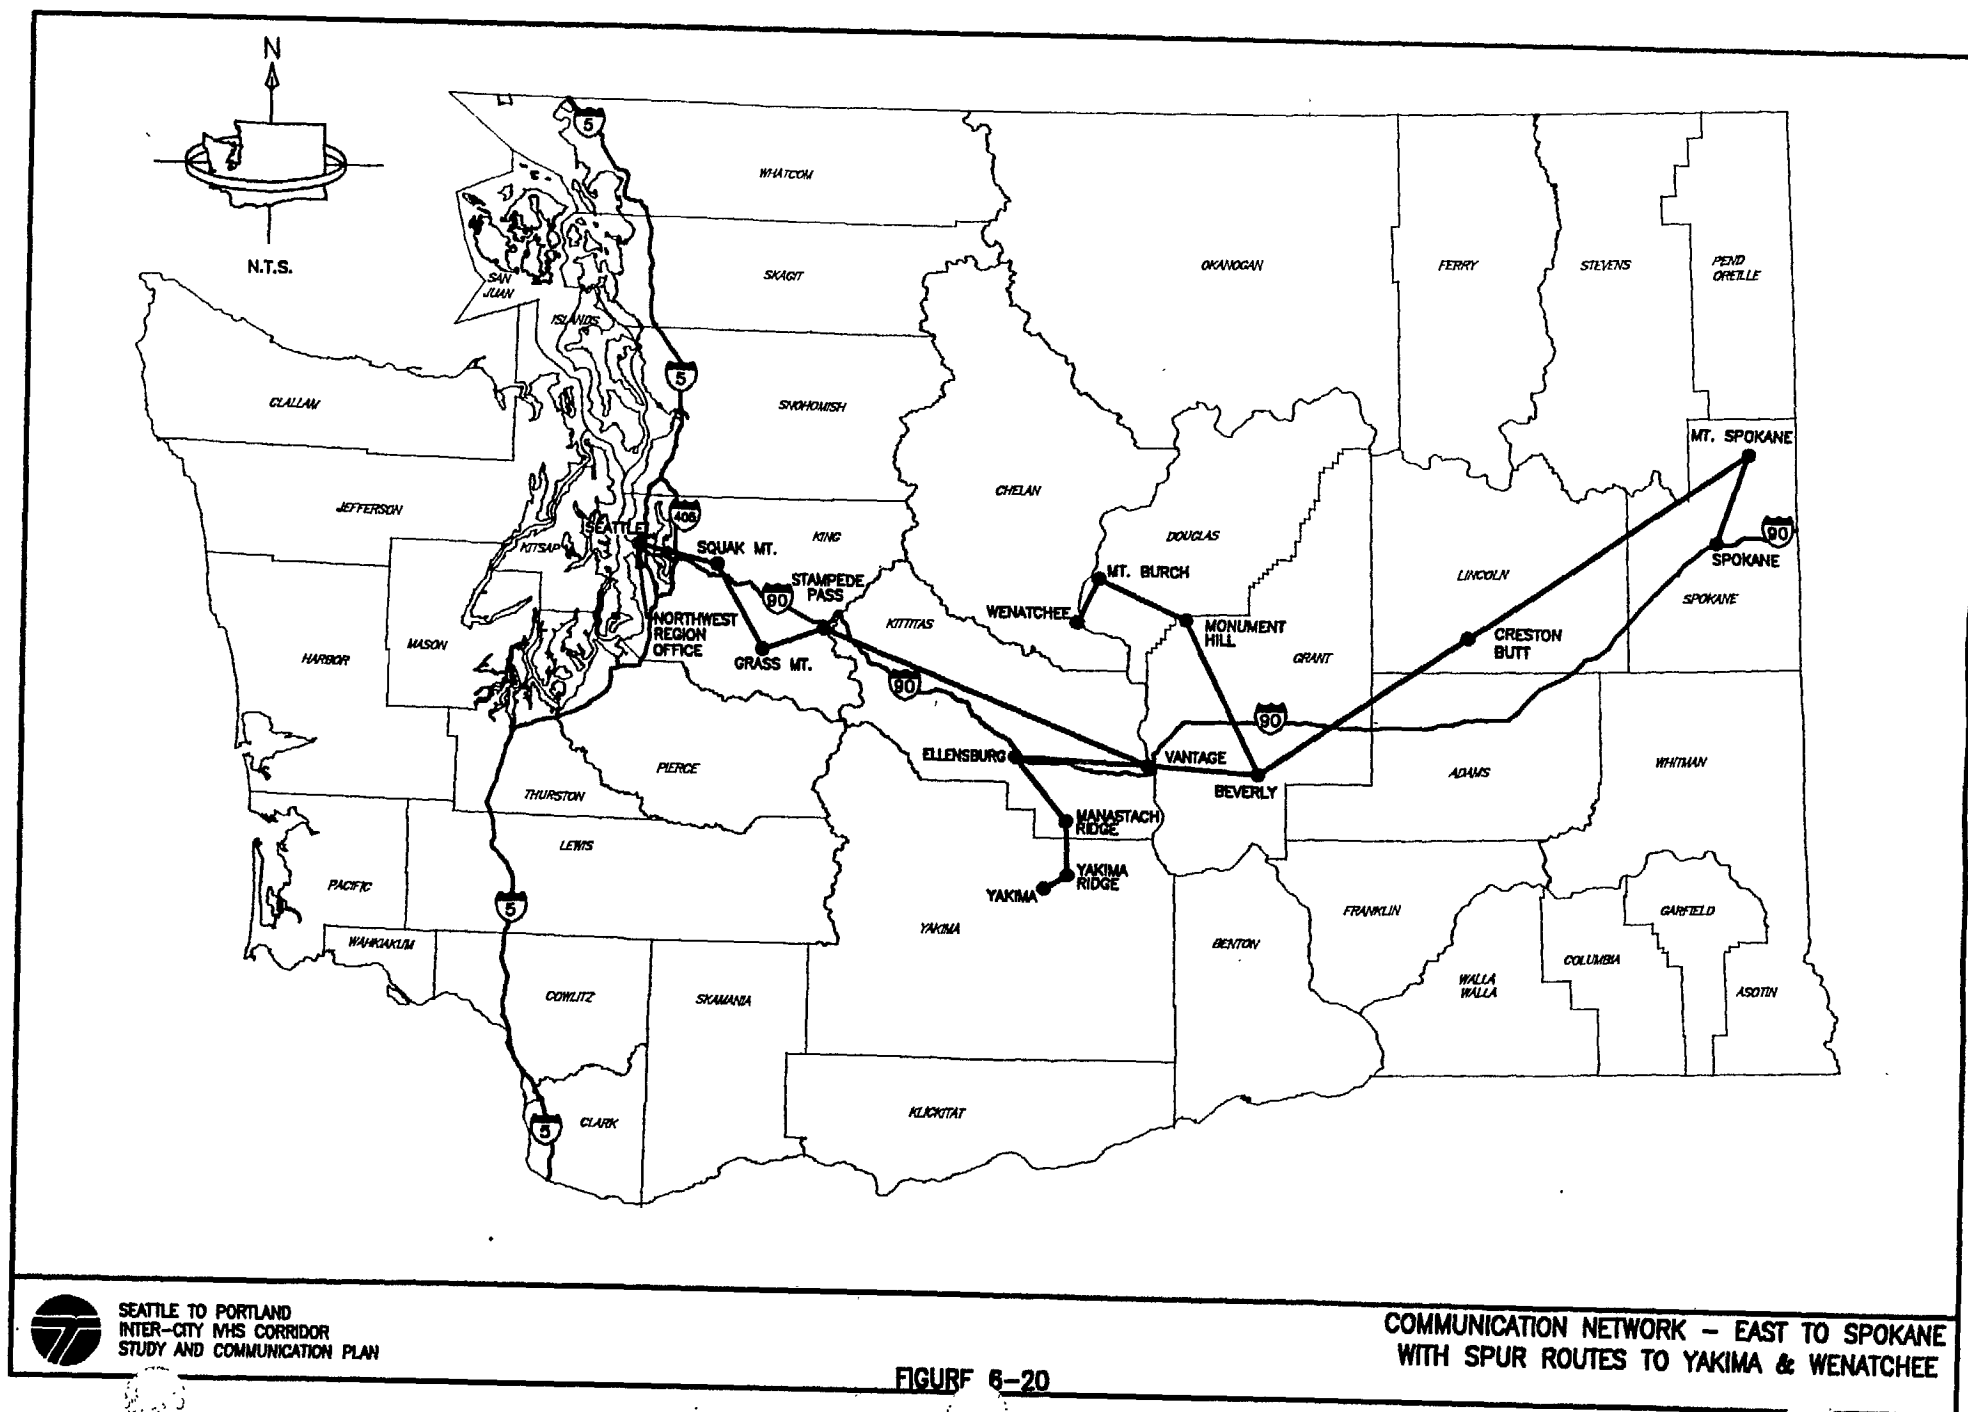 N
N.T.S.
5
WHATCOM
SAN
JUAN
SKAGIT
ISLANDS
OKANOGAN
FERRY
STEVENS
PEND
OREILLE
5
CLALLAM
SNOHOMISH
MT. SPOKANE
CHELAN
JEFFERSON
405
SEATTLE
KITSAP
SQUAK MT.
KING
DOUGLAS
90
SPOKANE
STAMPEDE
PASS
90
MT. BURCH
LINCOLN
SPOKANE
WENATCHEE
NORTHWEST
REGION
OFFICE
KITTITAS
MONUMENT
HILL
CRESTON
BUTT
MASON
HARBOR
GRASS MT.
GRANT
90
90
ELLENSBURG
VANTAGE
PIERCE
ADAMS
WHITMAN
THURSTON
BEVERLY
MANASTACH
RIDGE
LEWIS
YAKIMA
RIDGE
YAKIMA
PACIFIC
5
FRANKLIN
GARFIELD
YAKIMA
WAHKIAKUM
BENTON
COLUMBIA
COWLITZ
SKAMANIA
WALLA
WALLA
ASOTIN
KLICKITAT
CLARK
5
SEATTLE TO PORTLAND
INTER-CITY IVHS CORRIDOR
STUDY AND COMMUNICATION PLAN
COMMUNICATION NETWORK - EAST TO SPOKANE
WITH SPUR ROUTES TO YAKIMA & WENATCHEE
FIGURE 6-20